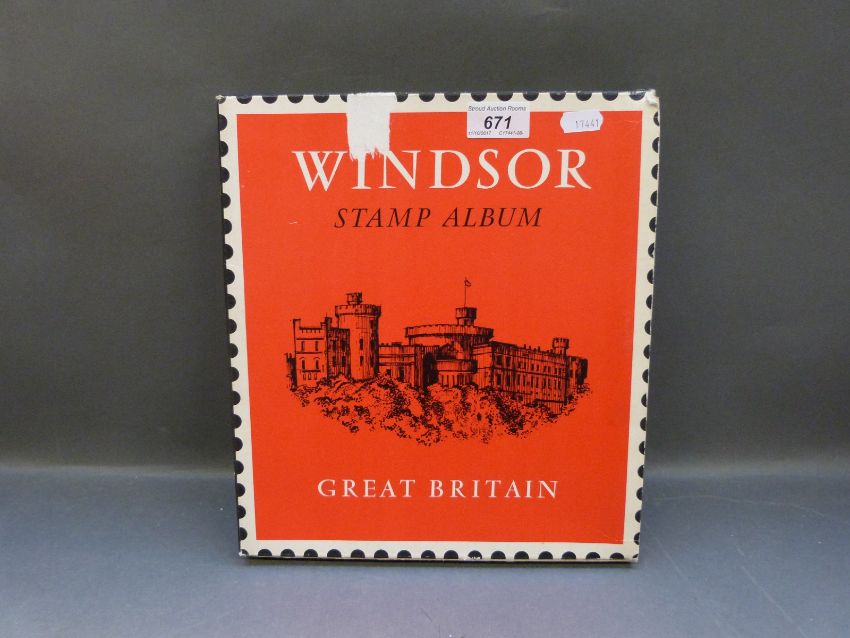 Stroud Auction Rooms
671
17441
WINDSOR
STAMP ALBUM
GREAT BRITAIN